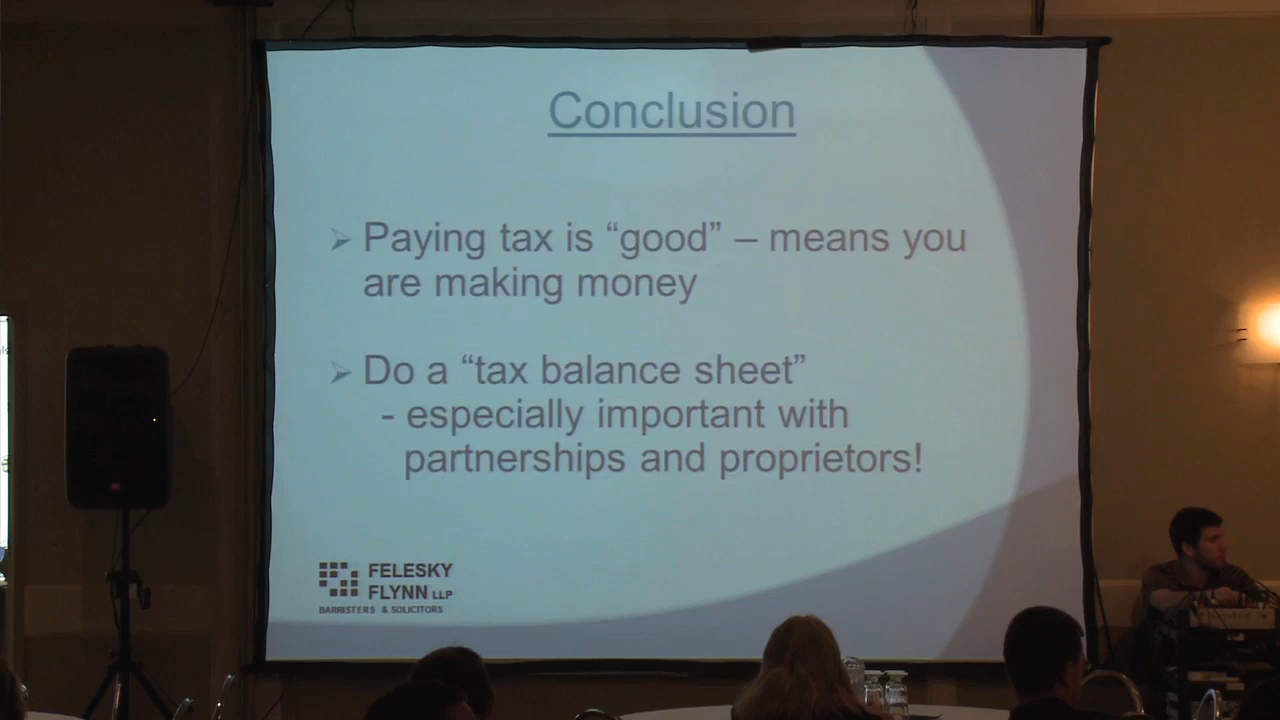 Conclusion
Paying tax is “good” – means you
are making money
Do a “tax balance sheet”
- especially important with
partnerships and proprietors!
FELESKY
FLYNN LLP
BARRISTERS & SOLICITORS